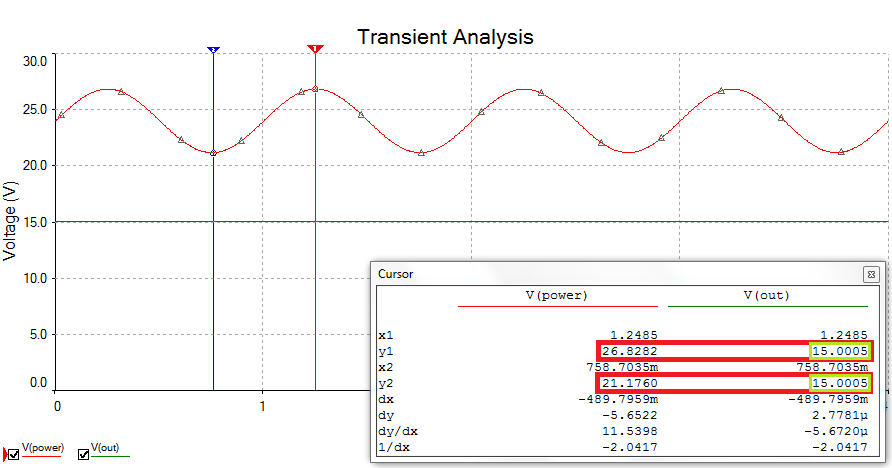 Transient Analysis
2
1
30.0
25.0
20.0
15.0
10.0
5.0
0.0
Voltage (V)
0
1
4
Cursor
V(power) V(out)
x1 1.2485 1.2485
y1 26.8282 15.0005
x2 758.7035m 758.7035m
y2 21.1760 15.0005
dx -489.7959m -489.7959m
dy -5.6522 2.7781µ
dy/dx 11.5398 -5.6720µ
1/dx -2.0417 -2.0417
V(power) V(out)